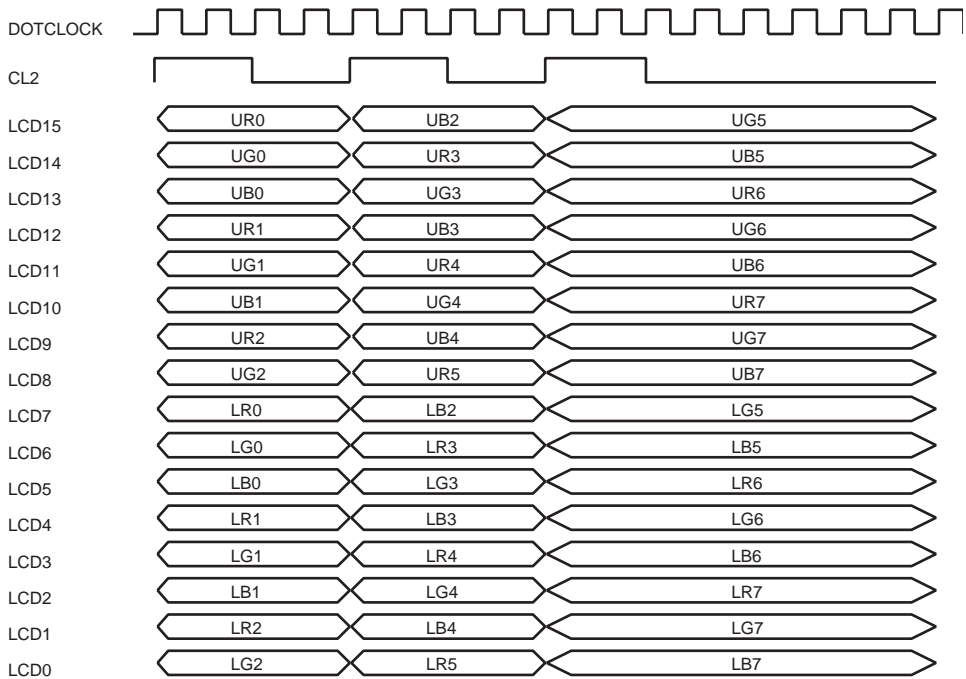 DOTCLOCK
CL2
LCD15 UR0 UB2 UG5
LCD14 UG0 UR3 UB5
LCD13 UB0 UG3 UR6
LCD12 UR1 UB3 UG6
LCD11 UG1 UR4 UB6
LCD10 UB1 UG4 UR7
LCD9 UR2 UB4 UG7
LCD8 UG2 UR5 UB7
LCD7 LR0 LB2 LG5
LCD6 LG0 LR3 LB5
LCD5 LB0 LG3 LR6
LCD4 LR1 LB3 LG6
LCD3 LG1 LR4 LB6
LCD2 LB1 LG4 LR7
LCD1 LR2 LB4 LG7
LCD0 LG2 LR5 LB7